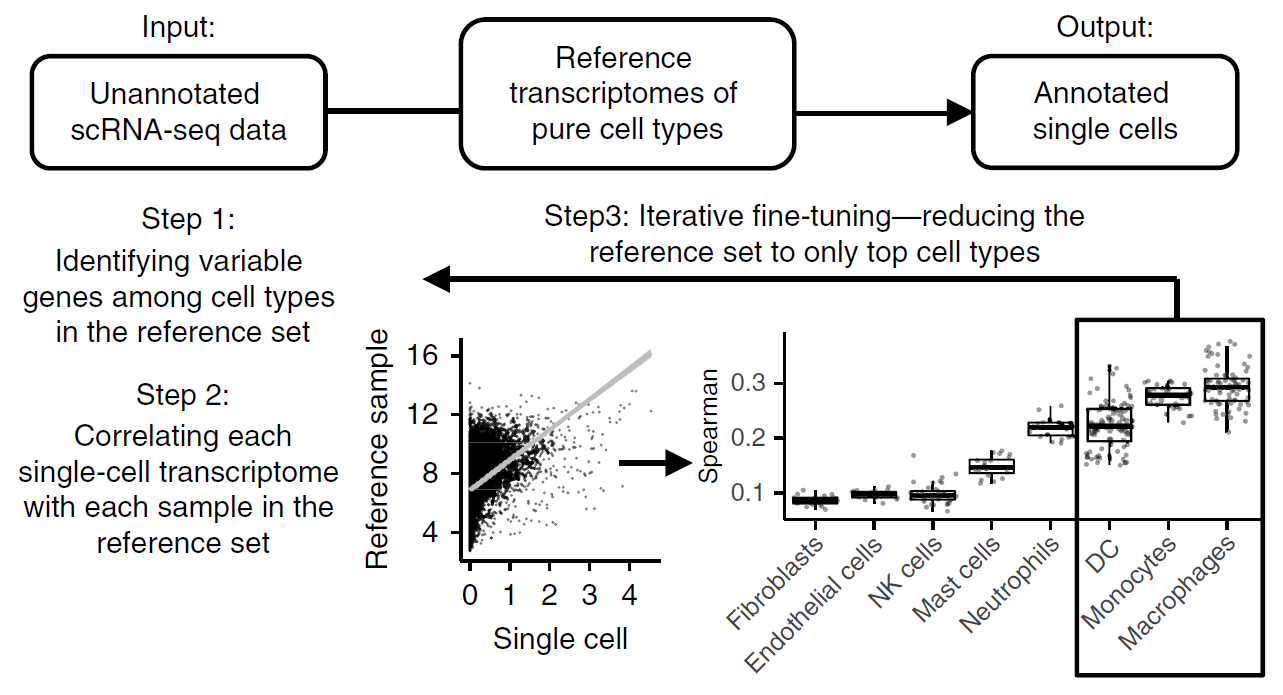 Input:
Unannotated
scRNA-seq data
Reference
transcriptomes of
pure cell types
Output:
Annotated
single cells
Step 1:
Identifying variable
genes among cell types
in the reference set
Step 2:
Correlating each
single-cell transcriptome
with each sample in the
reference set
Step3: Iterative fine-tuning—reducing the
reference set to only top cell types
Reference sample
16
12
8
4
0 1 2 3 4
Single cell
Spearman
0.3
0.2
0.1
Fibroblasts
Endothelial cells
NK cells
Mast cells
Neutrophils
DC
Monocytes
Macrophages